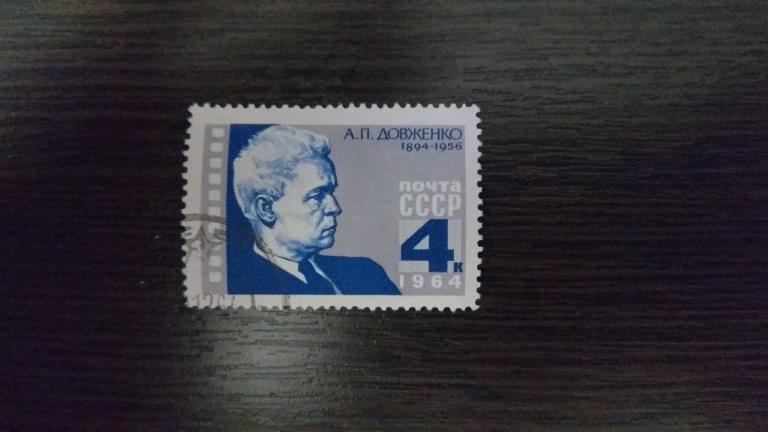 А.П. ДОВЖЕНКО
1894-1956
почта
СССР
4к
1964